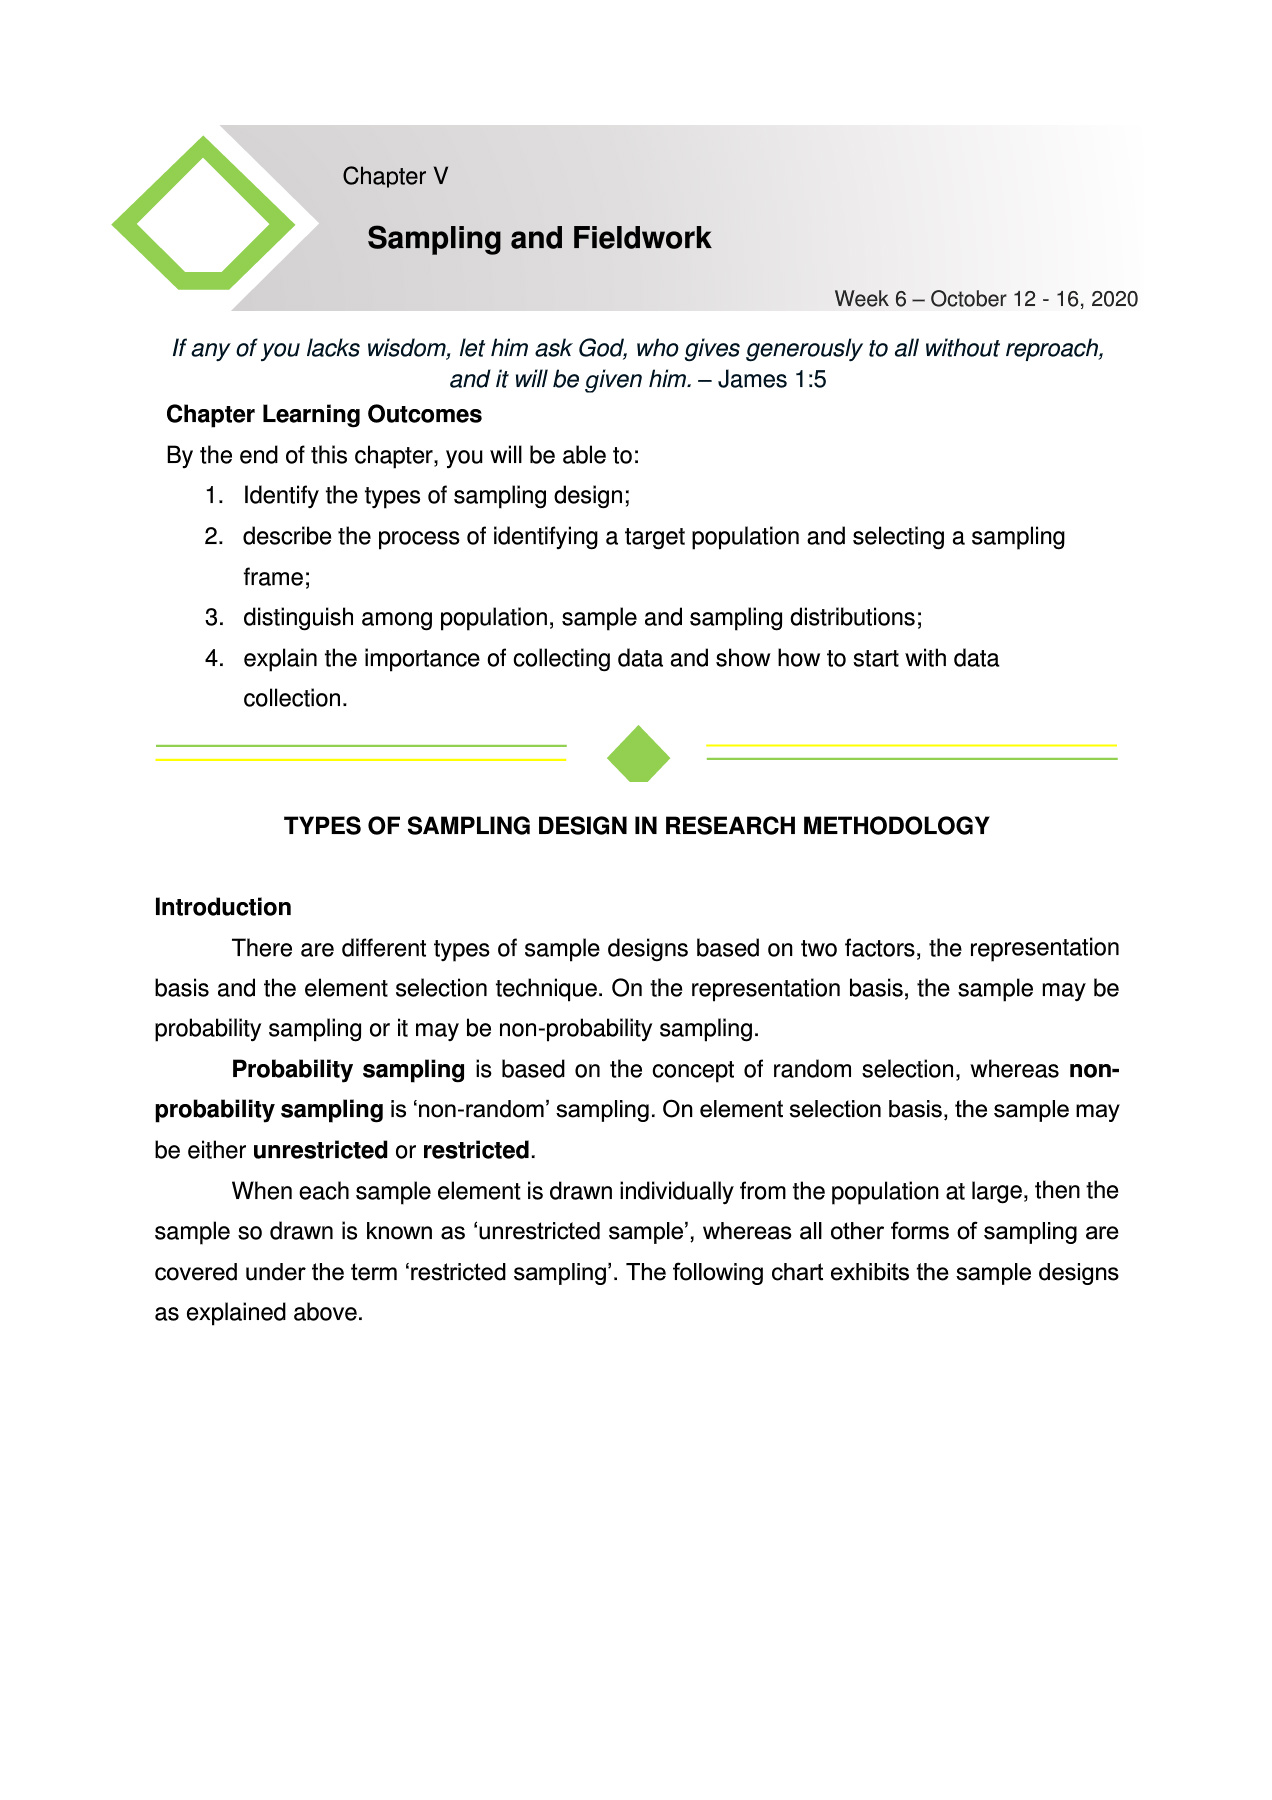 Chapter V
Sampling and Fieldwork
Week 6 – October 12 - 16, 2020
If any of you lacks wisdom, let him ask God, who gives generously to all without reproach,
and it will be given him. – James 1:5
Chapter Learning Outcomes
By the end of this chapter, you will be able to:
1. Identify the types of sampling design;
2. describe the process of identifying a target population and selecting a sampling
frame;
3. distinguish among population, sample and sampling distributions;
4. explain the importance of collecting data and show how to start with data
collection.
TYPES OF SAMPLING DESIGN IN RESEARCH METHODOLOGY
Introduction
There are different types of sample designs based on two factors, the representation
basis and the element selection technique. On the representation basis, the sample may be
probability sampling or it may be non-probability sampling.
Probability sampling is based on the concept of random selection, whereas non-
probability sampling is ‘non-random’ sampling. On element selection basis, the sample may
be either unrestricted or restricted.
When each sample element is drawn individually from the population at large, then the
sample so drawn is known as ‘unrestricted sample’, whereas all other forms of sampling are
covered under the term ‘restricted sampling’. The following chart exhibits the sample designs
as explained above.